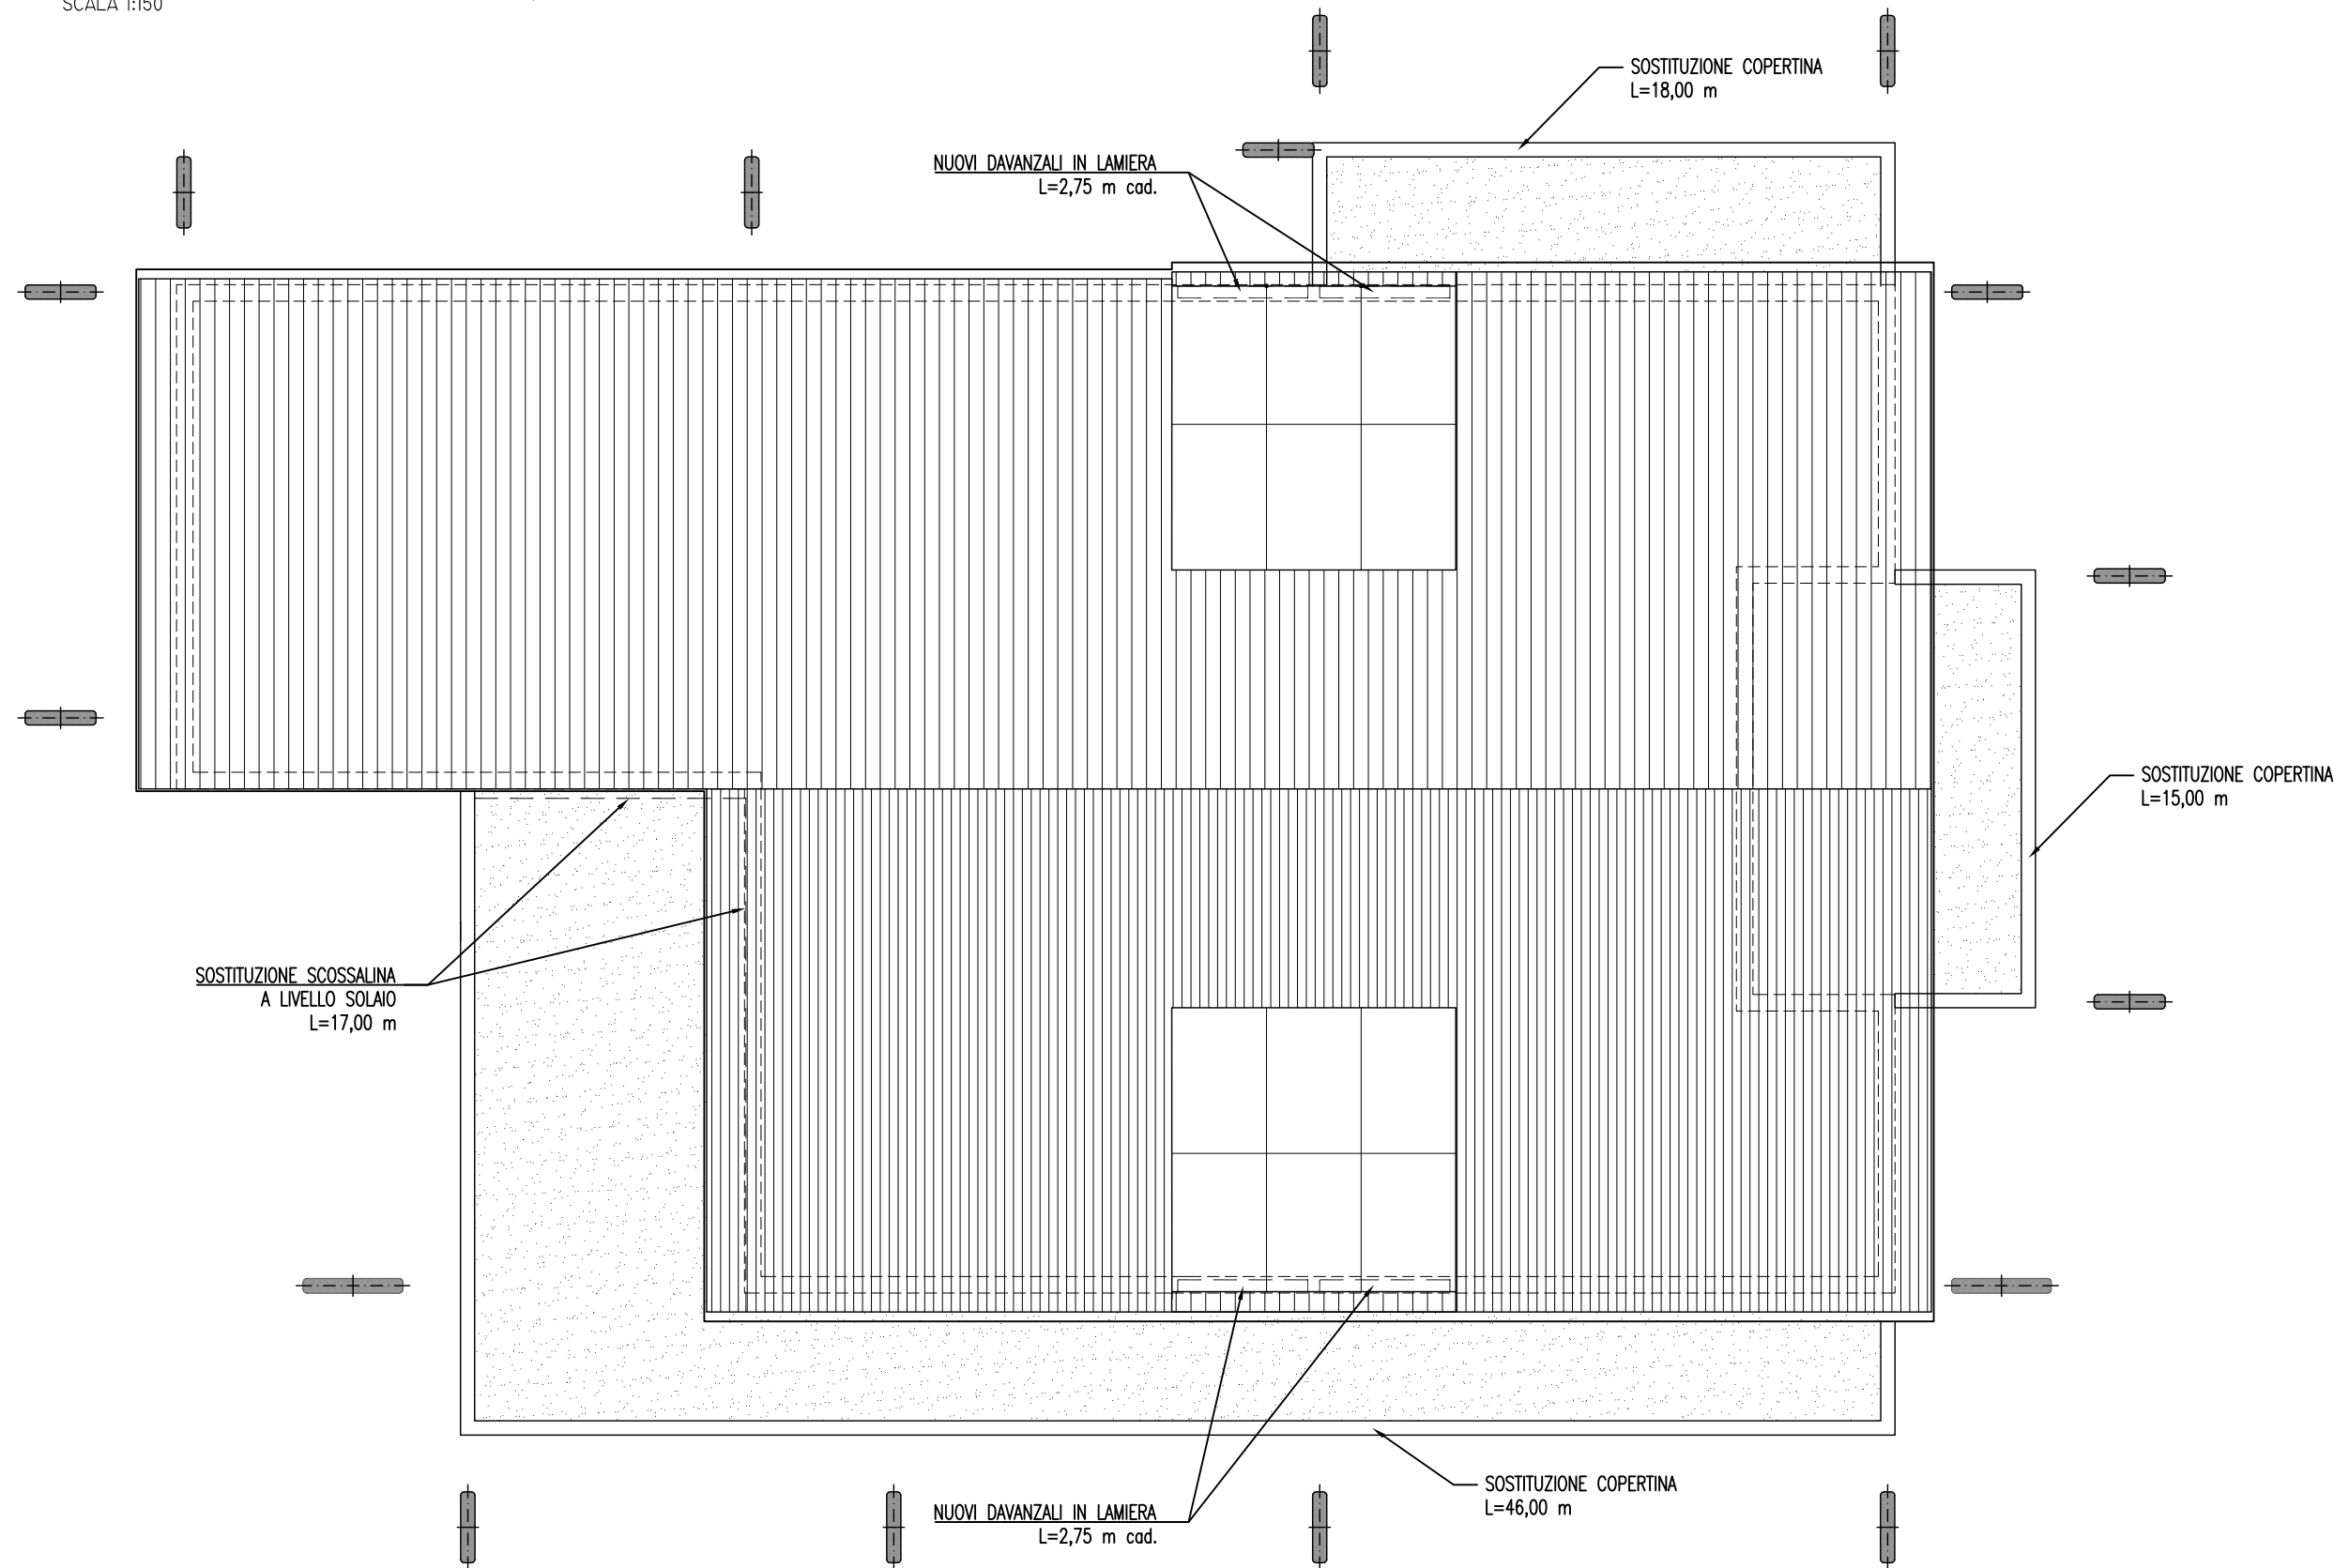 SCALA 1:150
SOSTITUZIONE COPERTINA
L=18,00 m
NUOVI DAVANZALI IN LAMIERA
L=2,75 m cad.
SOSTITUZIONE COPERTINA
L=15,00 m
SOSTITUZIONE SCOSSALINA
A LIVELLO SOLAIO
L=17,00 m
SOSTITUZIONE COPERTINA
L=46,00 m
NUOVI DAVANZALI IN LAMIERA
L=2,75 m cad.